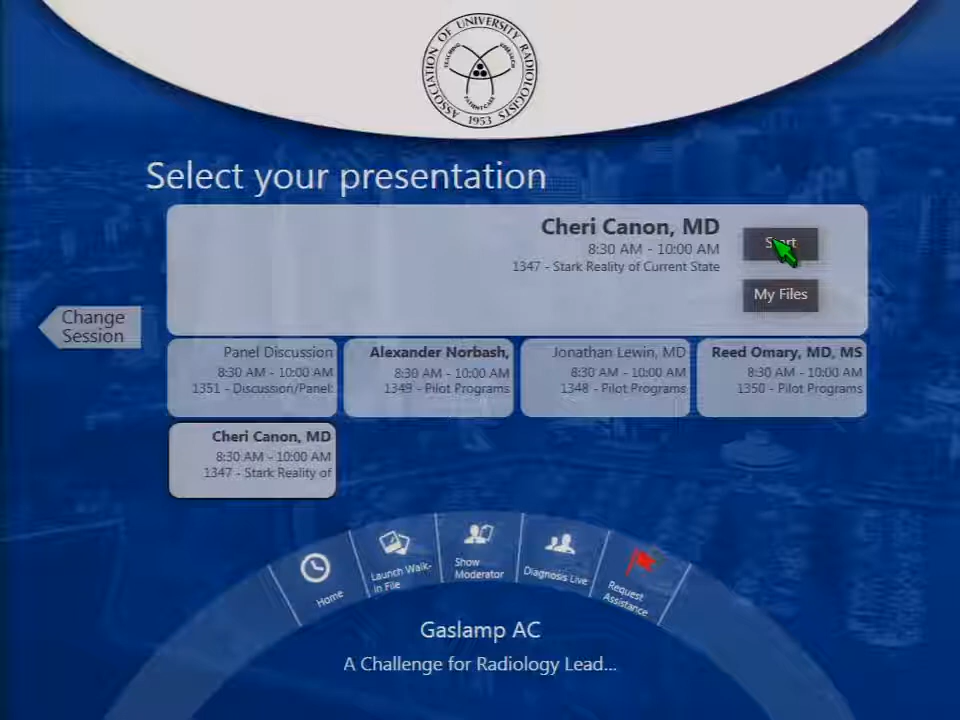 ASSOCIATION OF UNIVERSITY RADIOLOGISTS
TEACHING
RESEARCH
PATIENT CARE
1953
Select your presentation
Cheri Canon, MD
8:30 AM - 10:00 AM
1347 - Stark Reality of Current State
Start
My Files
Change
Session
Panel Discussion
8:30 AM - 10:00 AM
1351 - Discussion/Panel:
Alexander Norbash,
8:30 AM - 10:00 AM
1349 - Pilot Programs
Jonathan Lewin, MD
8:30 AM - 10:00 AM
1348 - Pilot Programs
Reed Omary, MD, MS
8:30 AM - 10:00 AM
1350 - Pilot Programs
Cheri Canon, MD
8:30 AM - 10:00 AM
1347 - Stark Reality of
Home
Launch Walk-
in File
Show
Moderator
Diagnosis Live
Request
Assistance
Gaslamp AC
A Challenge for Radiology Lead...